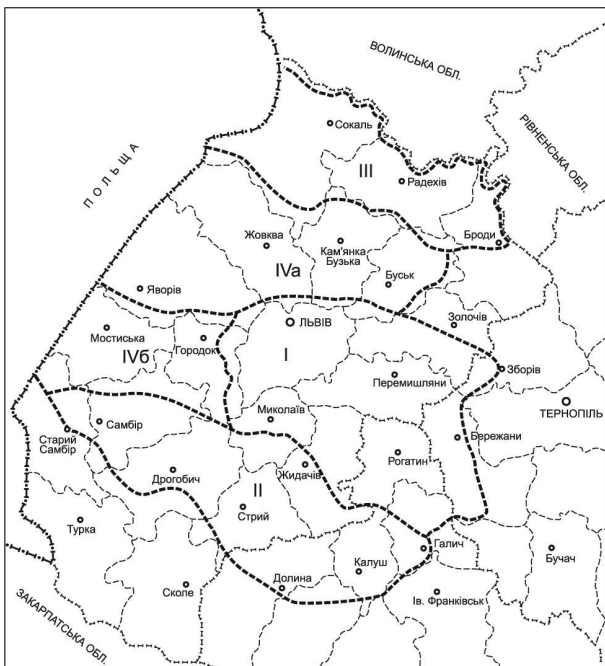 ВОЛИНСЬКА ОБЛ.
РІВНЕНСЬКА ОБЛ.
ПОЛЬЩА
Сокаль
III
Радехів
Жовква
Кам'янка
Бузька
Броди
IVа
Буськ
Яворів
Золочів
Мостиська
Городок
ЛЬВІВ
IVб
I
Зборів
Перемишляни
ТЕРНОПІЛЬ
Миколаїв
Самбір
Старий
Самбір
Бережани
Рогатин
Дрогобич
Жидачів
II
Стрий
Турка
Галич
Бучач
Калуш
Сколе
Долина
Ів. Франківськ
ЗАКАРПАТСЬКА ОБЛ.